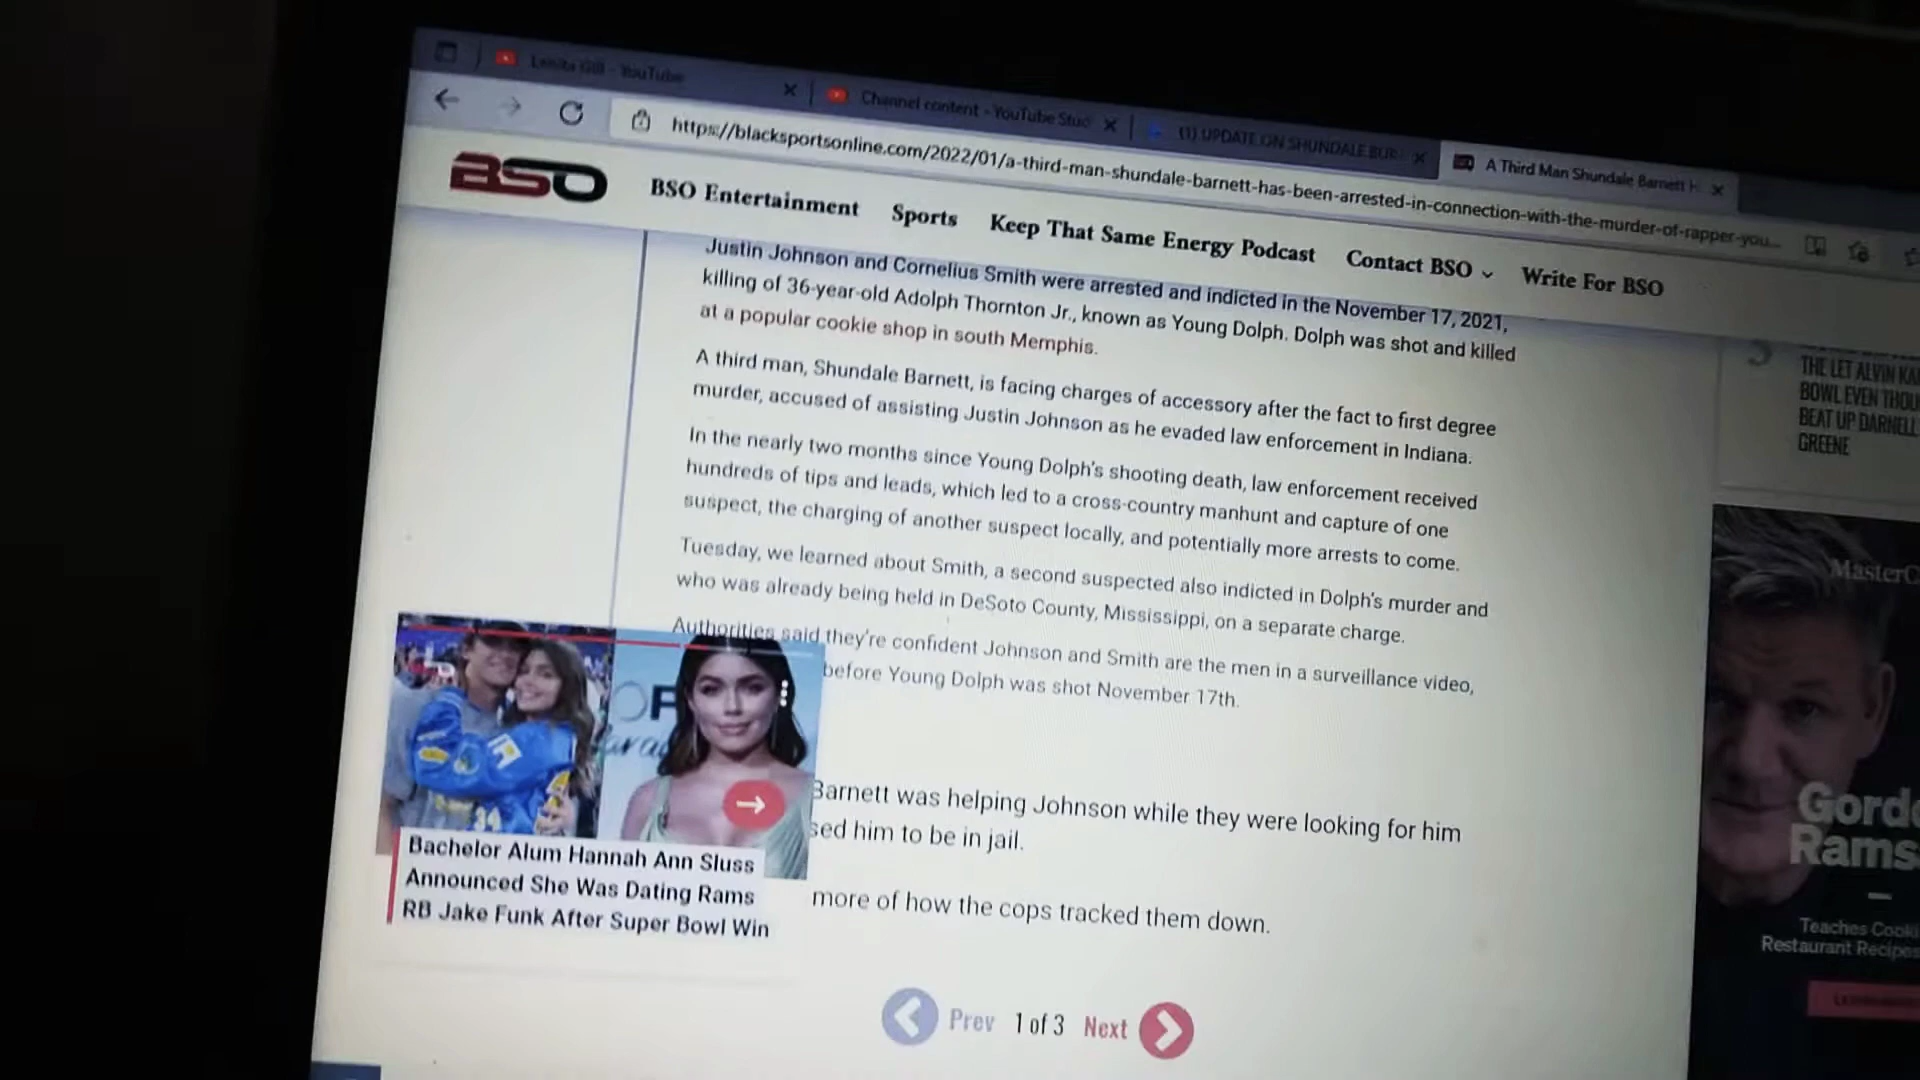 Lenita Gill - YouTube
Channel content - YouTube Stud
(1) UPDATE ON SHUNDALE
A Third Man Shundale Barnett H
https://blacksportsonline.com/2022/01/a-third-man-shundale-barnett-has-been-arrested-in-connection-with-the-murder-of-rapper-you...
BSO
BSO Entertainment
Sports
Keep That Same Energy Podcast
Contact BSO
Write For BSO
Justin Johnson and Cornelius Smith were arrested and indicted in the November 17, 2021,
killing of 36-year-old Adolph Thornton Jr., known as Young Dolph. Dolph was shot and killed
at a popular cookie shop in south Memphis.
A third man, Shundale Barnett, is facing charges of accessory after the fact to first degree
murder, accused of assisting Justin Johnson as he evaded law enforcement in Indiana.
In the nearly two months since Young Dolph's shooting death, law enforcement received
hundreds of tips and leads, which led to a cross-country manhunt and capture of one
suspect, the charging of another suspect locally, and potentially more arrests to come.
Tuesday, we learned about Smith, a second suspected also indicted in Dolph's murder and
who was already being held in DeSoto County, Mississippi, on a separate charge.
Authorities said they're confident Johnson and Smith are the men in a surveillance video,
before Young Dolph was shot November 17th.
Barnett was helping Johnson while they were looking for him
sed him to be in jail.
more of how the cops tracked them down.
Bachelor Alum Hannah Ann Sluss
Announced She Was Dating Rams
RB Jake Funk After Super Bowl Win
Prev 1 of 3 Next
THE LET ALVIN KA
BOWL EVEN THOU
BEAT UP DARNELL
GREENE
MasterC
Gordo
Rams
Teaches Cooki
Restaurant Recipes